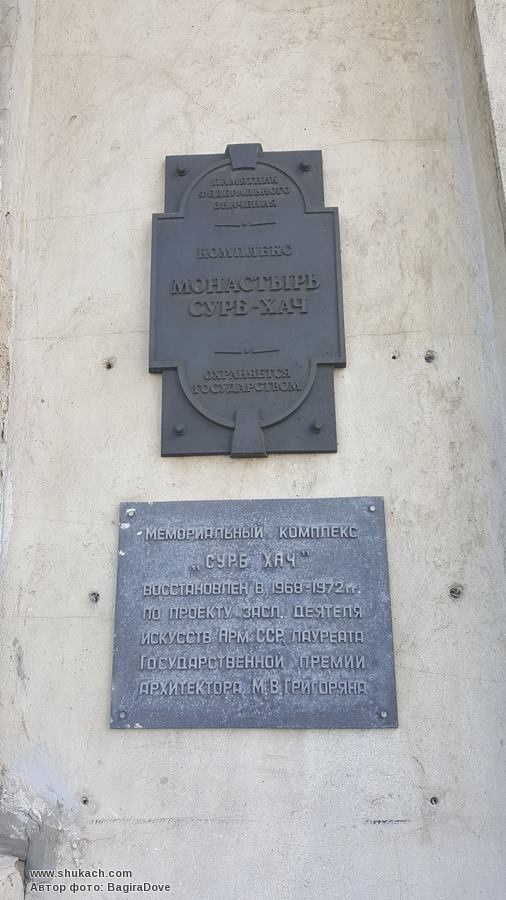 ПАМЯТНИК
ФЕДЕРАЛЬНОГО
ЗНАЧЕНИЯ
КОМПЛЕКС
МОНАСТЫРЬ
СУРБ-ХАЧ
ОХРАНЯЕТСЯ
ГОСУДАРСТВОМ
МЕМОРИАЛЬНЫЙ КОМПЛЕКС
„СУРБ ХАЧ"
ВОССТАНОВЛЕН В 1968-1972 гг.
ПО ПРОЕКТУ ЗАСЛ. ДЕЯТЕЛЯ
ИСКУССТВ АРМ. ССР, ЛАУРЕАТА
ГОСУДАРСТВЕННОЙ ПРЕМИИ
АРХИТЕКТОРА М.В.ГРИГОРЯНА
www.shukach.com
Автор фото: BagiraDove